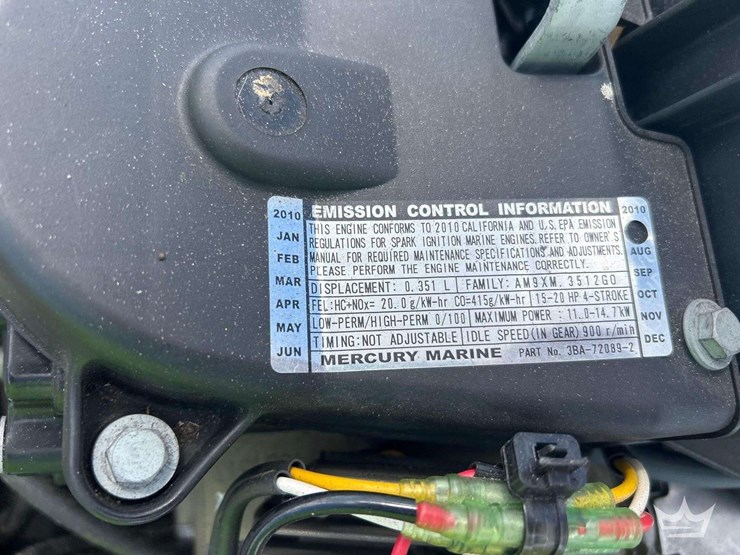 2010 EMISSION CONTROL INFORMATION 2010
THIS ENGINE CONFORMS TO 2010 CALIFORNIA AND U.S. EPA EMISSION
REGULATIONS FOR SPARK IGNITION MARINE ENGINES. REFER TO OWNER'S
MANUAL FOR REQUIRED MAINTENANCE SPECIFICATIONS AND ADJUSTMENTS.
PLEASE PERFORM THE ENGINE MAINTENANCE CORRECTLY.
DISPLACEMENT: 0.351 L FAMILY: AM9XM.3512G0
FEL:HC+NOx= 20.0g/kW-hr CO=415g/kW-hr 15-20 HP 4-STROKE
LOW-PERM/HIGH-PERM 0/100 MAXIMUM POWER : 11.0-14.7kW
TIMING:NOT ADJUSTABLE IDLE SPEED(IN GEAR) 900 r/min
MERCURY MARINE PART No. 3BA-72089-2
JAN
FEB
MAR
APR
MAY
JUN
AUG
SEP
OCT
NOV
DEC